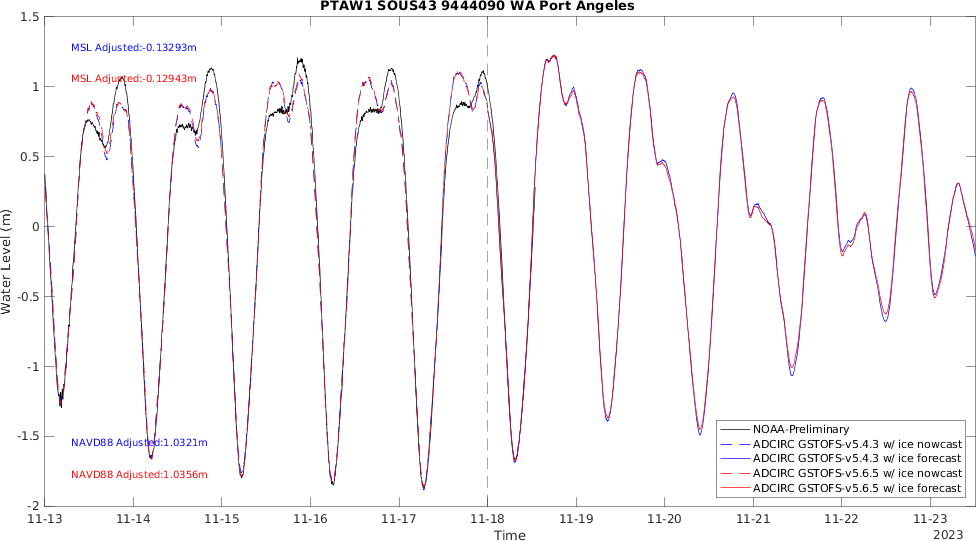 PTAW1 SOUS43 9444090 WA Port Angeles
1.5
1
0.5
0
-0.5
-1
-1.5
-2
Water Level (m)
MSL Adjusted:-0.13293m
MSL Adjusted:-0.12943m
NAVD88 Adjusted:1.0321m
NAVD88 Adjusted:1.0356m
NOAA-Preliminary
ADCIRC GSTOFS-v5.4.3 w/ ice nowcast
ADCIRC GSTOFS-v5.4.3 w/ ice forecast
ADCIRC GSTOFS-v5.6.5 w/ ice nowcast
ADCIRC GSTOFS-v5.6.5 w/ ice forecast
11-13 11-14 11-15 11-16 11-17 11-18 11-19 11-20 11-21 11-22 11-23
Time
2023